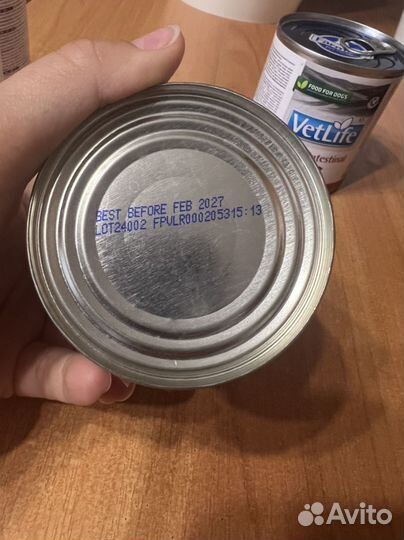 FOOD FOR DOGS
VetLife
BEST BEFORE FEB 2027
LOT24002 FPVLR000205315:13
Avito